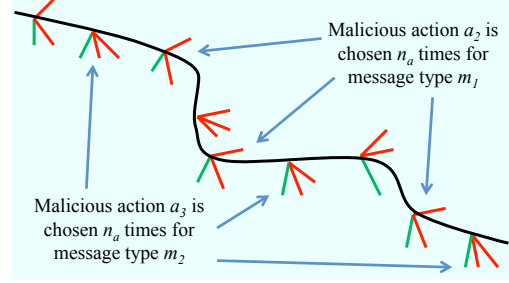 Malicious action a2 is
chosen na times for
message type m1
Malicious action a3 is
chosen na times for
message type m2